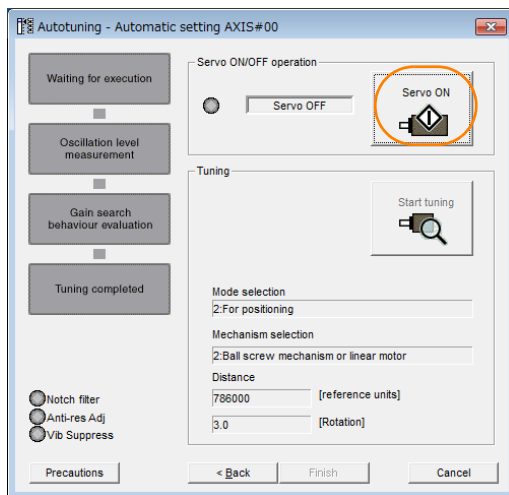 Autotuning - Automatic setting AXIS#00
Waiting for execution
Oscillation level
measurement
Gain search
behaviour evaluation
Tuning completed
Notch filter
Anti-res Adj
Vib Suppress
Precautions
Servo ON/OFF operation
Servo OFF
Servo ON
Tuning
Start tuning
Mode selection
2:For positioning
Mechanism selection
2:Ball screw mechanism or linear motor
Distance
786000 [reference units]
3.0 [Rotation]
< Back
Finish
Cancel